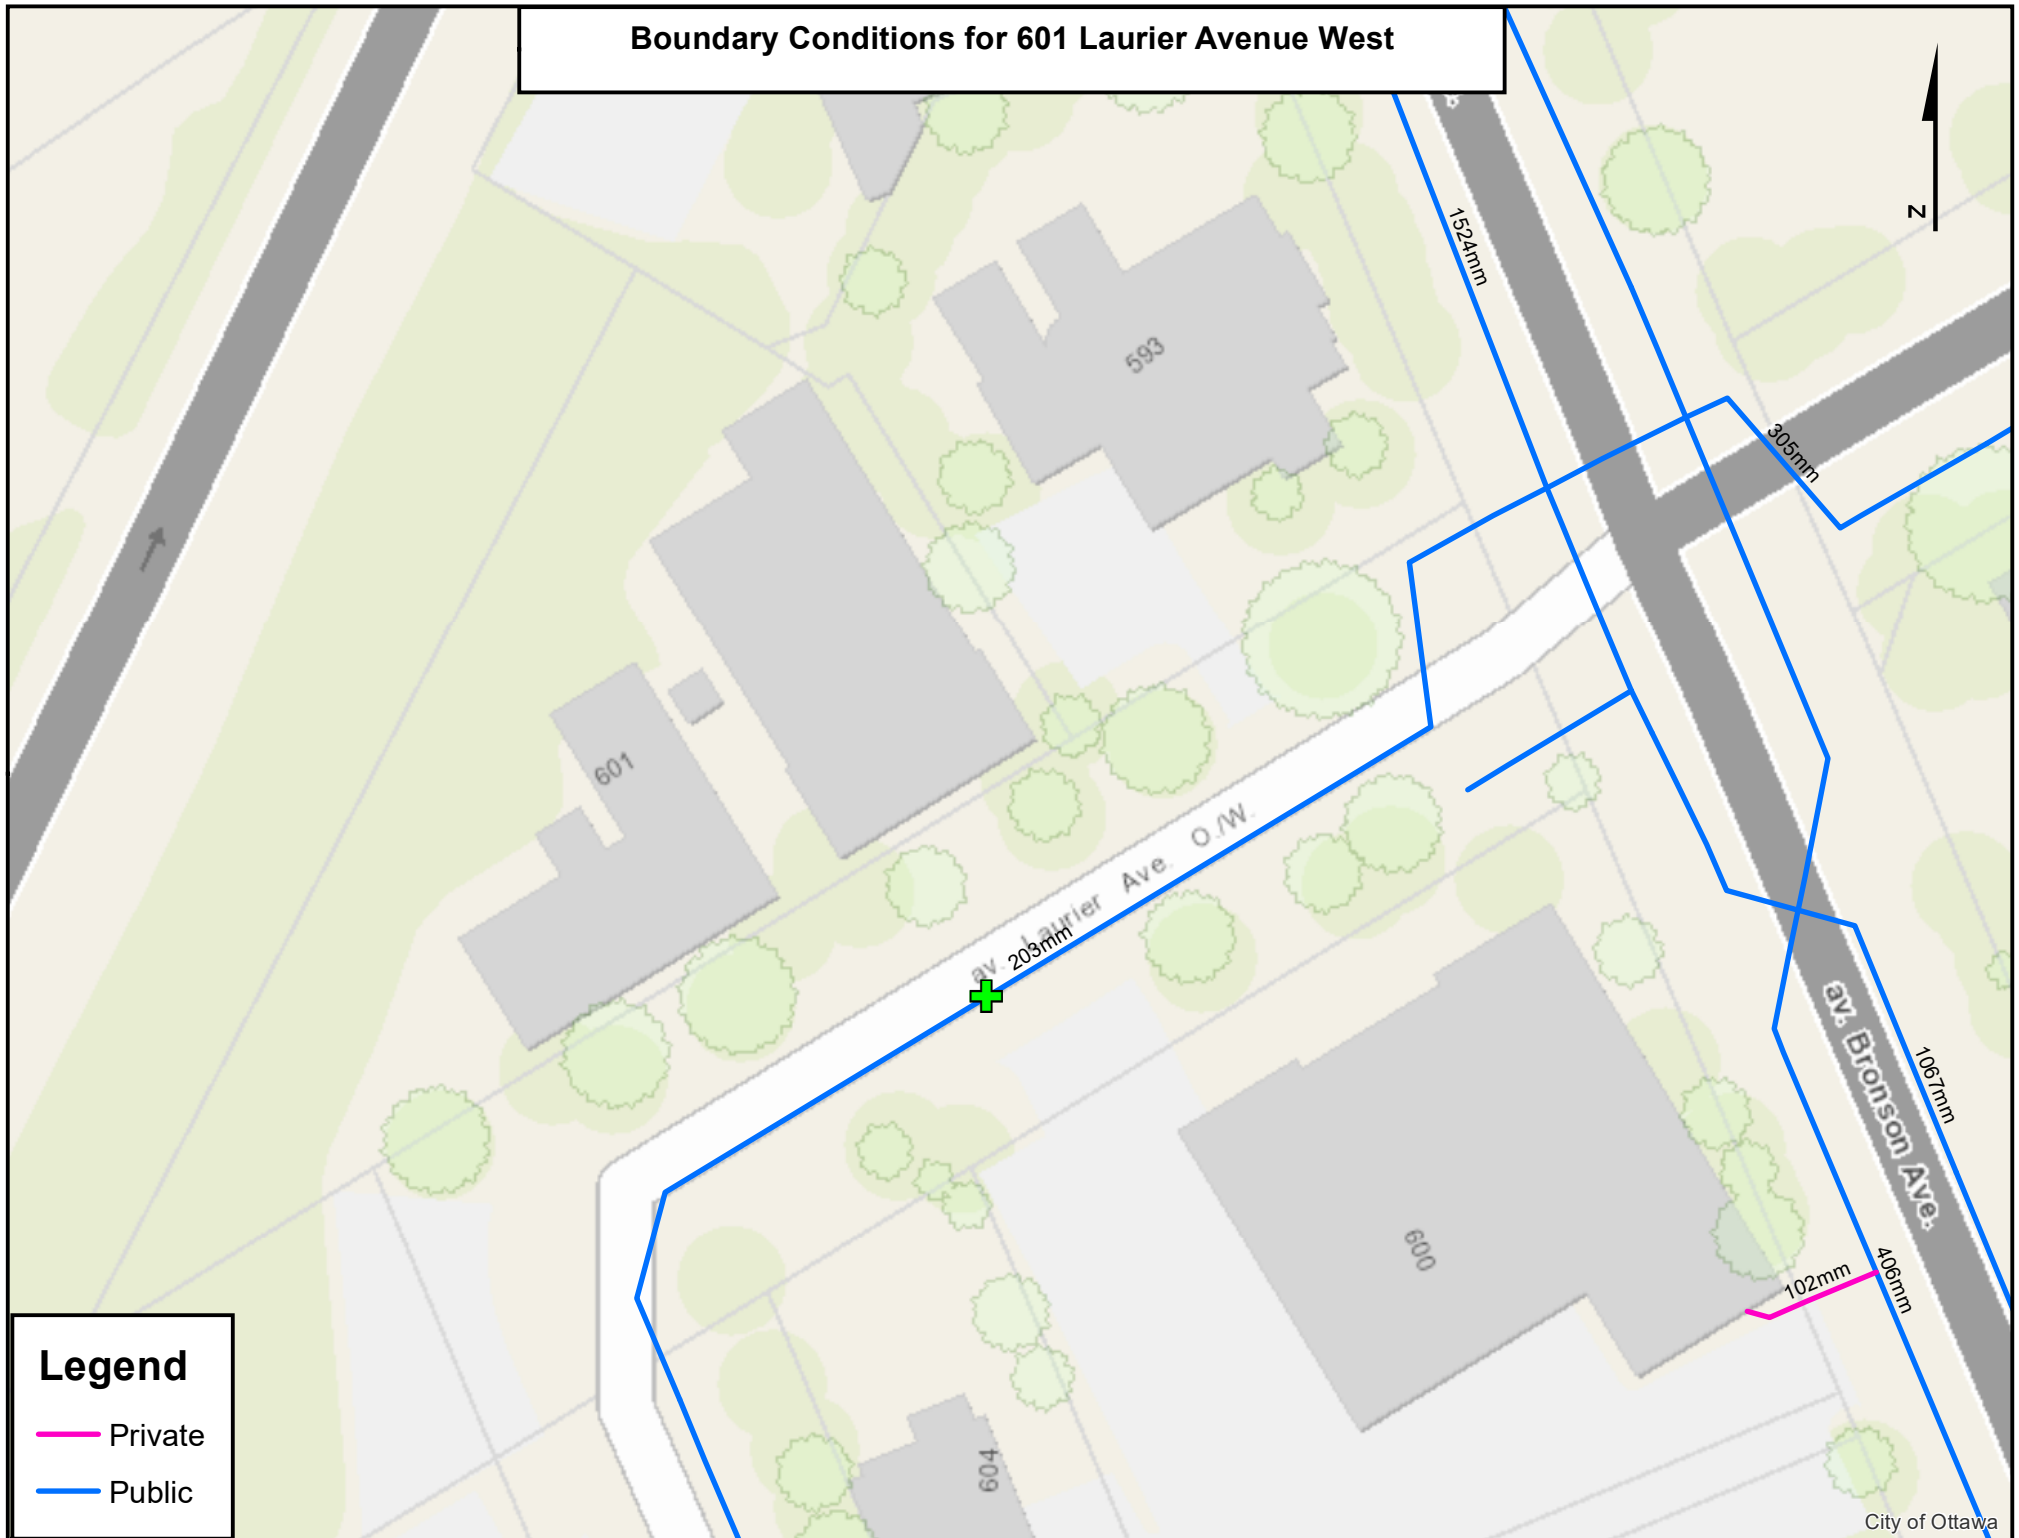 Boundary Conditions for 601 Laurier Avenue West
N
1524mm
593
305mm
601
av. Laurier Ave. O./W.
203mm
av. Bronson Ave.
1067mm
600
102mm
406mm
604
Legend
Private
Public
City of Ottawa